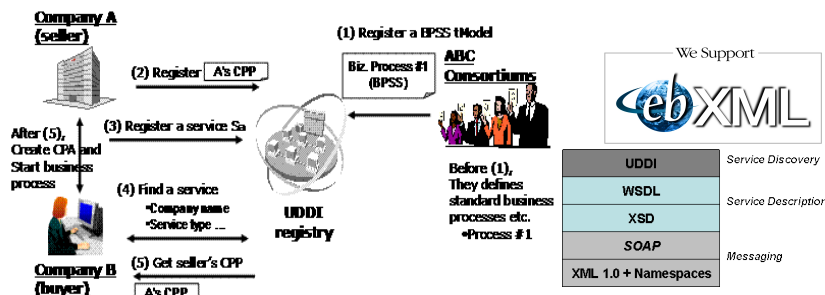 Company A
(seller)
(1) Register a BPSS tModel
Biz. Process #1
(BPSS)
ABC
Consortiums
(2) Register
A's CPP
(3) Register a service Sa
After (5),
Create CPA and
Start business
process
(4) Find a service
•Company name
•Service type ...
UDDI
registry
Before (1),
They defines
standard business
processes etc.
•Process #1
Company B
(buyer)
(5) Get seller's CPP
A's CPP
We Support
ebXML
UDDI
Service Discovery
WSDL
Service Description
XSD
SOAP
Messaging
XML 1.0 + Namespaces